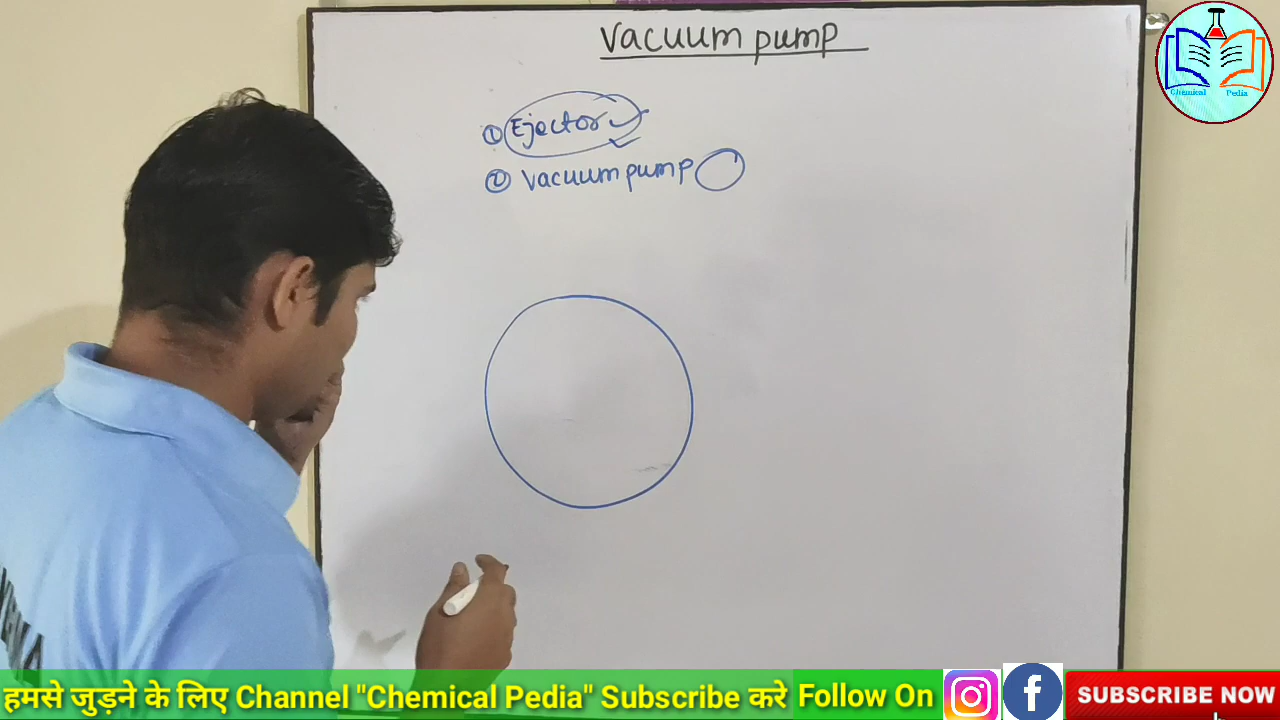 Vacuum pump
① Ejector
② Vacuum pump
Chemical Pedia
हमसे जुड़ने के लिए Channel "Chemical Pedia" Subscribe करे Follow On
SUBSCRIBE NOW